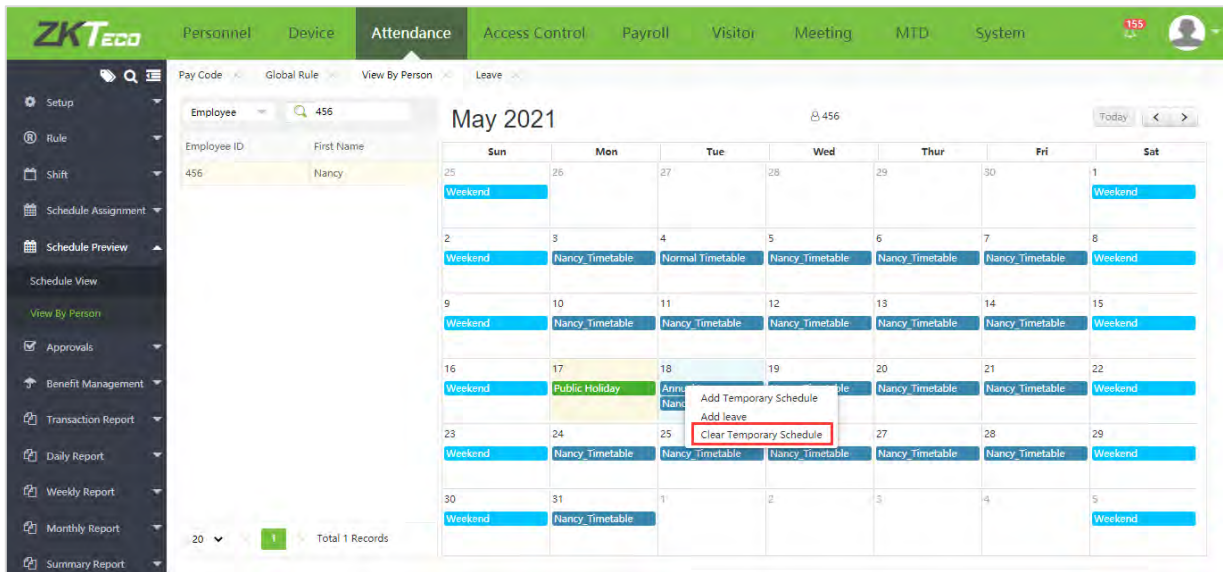 ZKTeco Personnel Device Attendance Access Control Payroll Visitor Meeting MTD System 155
Pay Code Global Rule View By Person Leave
Setup
Rule
Shift
Schedule Assignment
Schedule Preview
Schedule View
View By Person
Approvals
Benefit Management
Transaction Report
Daily Report
Weekly Report
Monthly Report
Summary Report
Employee 456
Employee ID First Name
456 Nancy
20 1 Total 1 Records
May 2021 456 Today < >
Sun Mon Tue Wed Thur Fri Sat
25 26 27 28 29 30 1
Weekend Weekend
2 3 4 5 6 7 8
Weekend Nancy_Timetable Normal Timetable Nancy_Timetable Nancy_Timetable Nancy_Timetable Weekend
9 10 11 12 13 14 15
Weekend Nancy_Timetable Nancy_Timetable Nancy_Timetable Nancy_Timetable Nancy_Timetable Weekend
16 17 18 19 20 21 22
Weekend Public Holiday Nancy_Timetable Nancy_Timetable Weekend
Add Temporary Schedule
Add leave
Clear Temporary Schedule
23 24 25 27 28 29
Weekend Nancy_Timetable Nancy_Timetable Nancy_Timetable Nancy_Timetable Nancy_Timetable Weekend
30 31 1 2 3 4 5
Weekend Nancy_Timetable Weekend